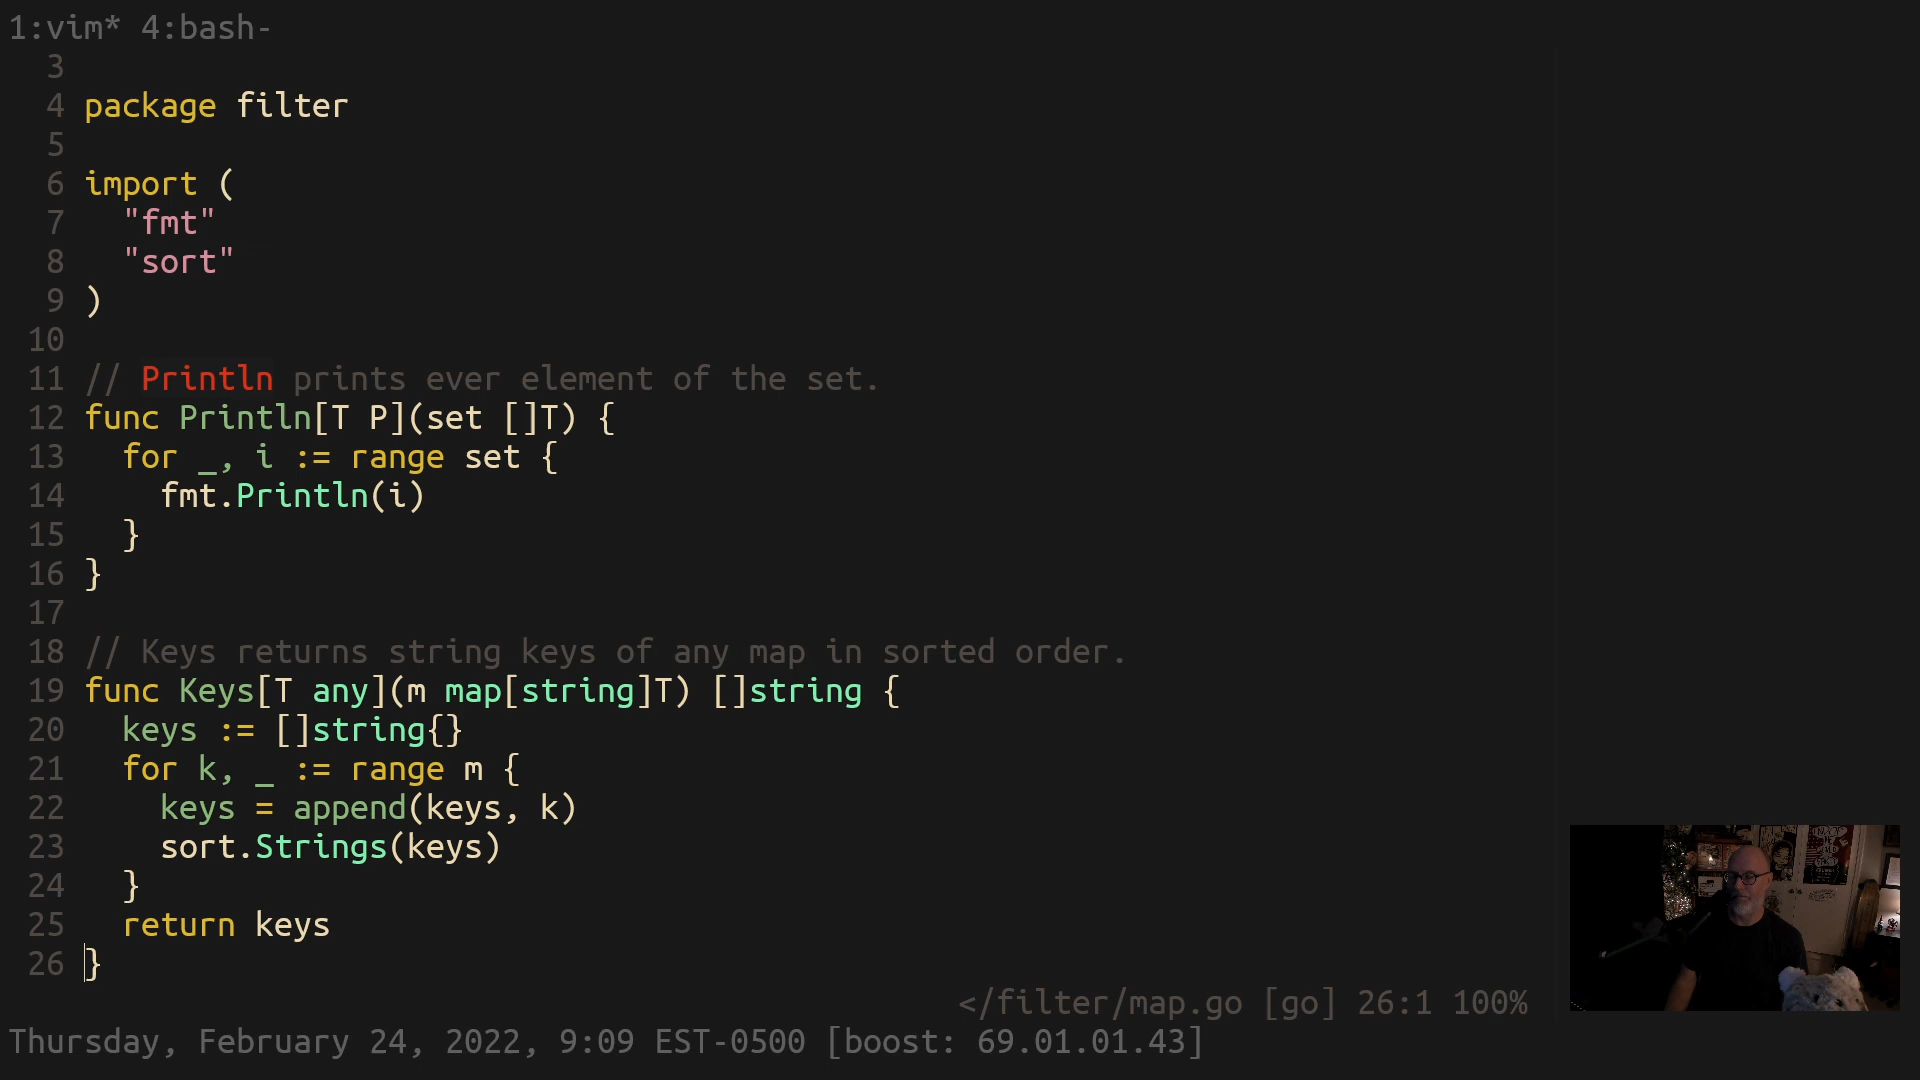 1:vim* 4:bash-
3
4 package filter
5
6 import (
7   "fmt"
8   "sort"
9 )
10
11 // Println prints ever element of the set.
12 func Println[T P](set []T) {
13   for _, i := range set {
14     fmt.Println(i)
15   }
16 }
17
18 // Keys returns string keys of any map in sorted order.
19 func Keys[T any](m map[string]T) []string {
20   keys := []string{}
21   for k, _ := range m {
22     keys = append(keys, k)
23     sort.Strings(keys)
24   }
25   return keys
26 }
</filter/map.go [go] 26:1 100%
Thursday, February 24, 2022, 9:09 EST-0500 [boost: 69.01.01.43]